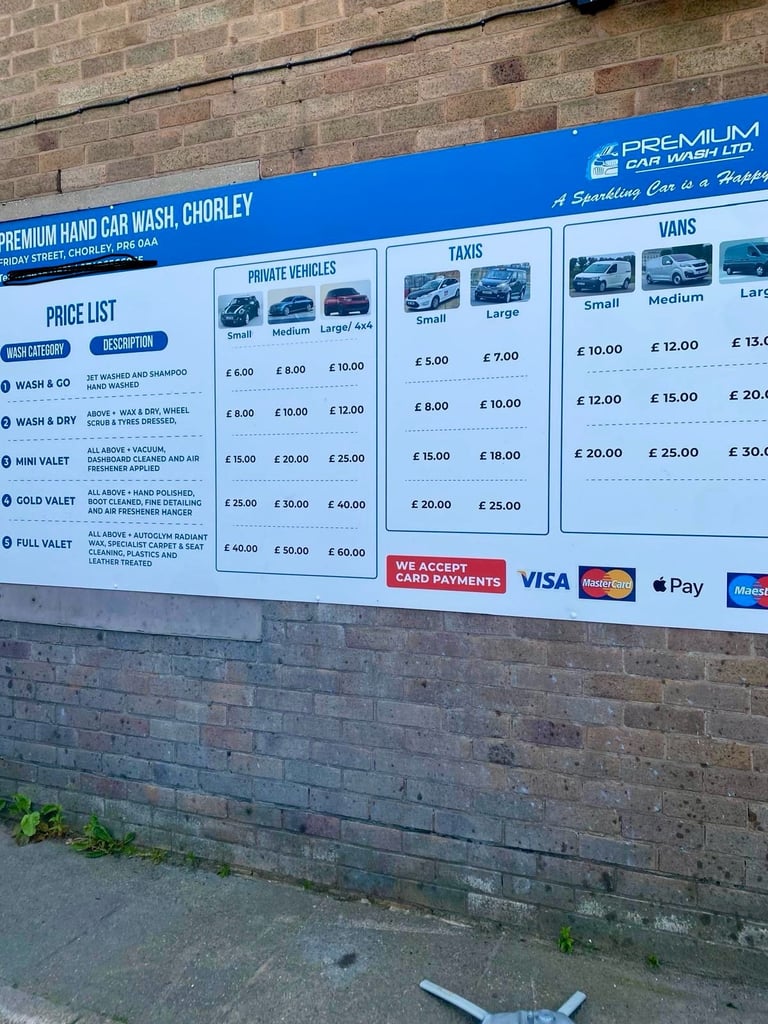 PREMIUM
CAR WASH LTD.
A Sparkling Car is a Happy
PREMIUM HAND CAR WASH, CHORLEY
FRIDAY STREET, CHORLEY, PR6 0AA
PRICE LIST
WASH CATEGORY DESCRIPTION
PRIVATE VEHICLES
Small Medium Large/ 4x4
TAXIS
Small Large
VANS
Small Medium
1 WASH & GO JET WASHED AND SHAMPOO
HAND WASHED
£ 6.00 £ 8.00 £ 10.00 £ 5.00 £ 7.00 £ 10.00 £ 12.00 £ 13.0
2 WASH & DRY ABOVE + WAX & DRY, WHEEL
SCRUB & TYRES DRESSED,
£ 8.00 £ 10.00 £ 12.00 £ 8.00 £ 10.00 £ 12.00 £ 15.00 £ 20.0
3 MINI VALET ALL ABOVE + VACUUM,
DASHBOARD CLEANED AND AIR
FRESHENER APPLIED
£ 15.00 £ 20.00 £ 25.00 £ 15.00 £ 18.00 £ 20.00 £ 25.00 £ 30.0
4 GOLD VALET ALL ABOVE + HAND POLISHED,
BOOT CLEANED, FINE DETAILING
AND AIR FRESHENER HANGER
£ 25.00 £ 30.00 £ 40.00 £ 20.00 £ 25.00
5 FULL VALET ALL ABOVE + AUTOGLYM RADIANT
WAX, SPECIALIST CARPET & SEAT
CLEANING, PLASTICS AND
LEATHER TREATED
£ 40.00 £ 50.00 £ 60.00
WE ACCEPT
CARD PAYMENTS
VISA MasterCard Pay Maest